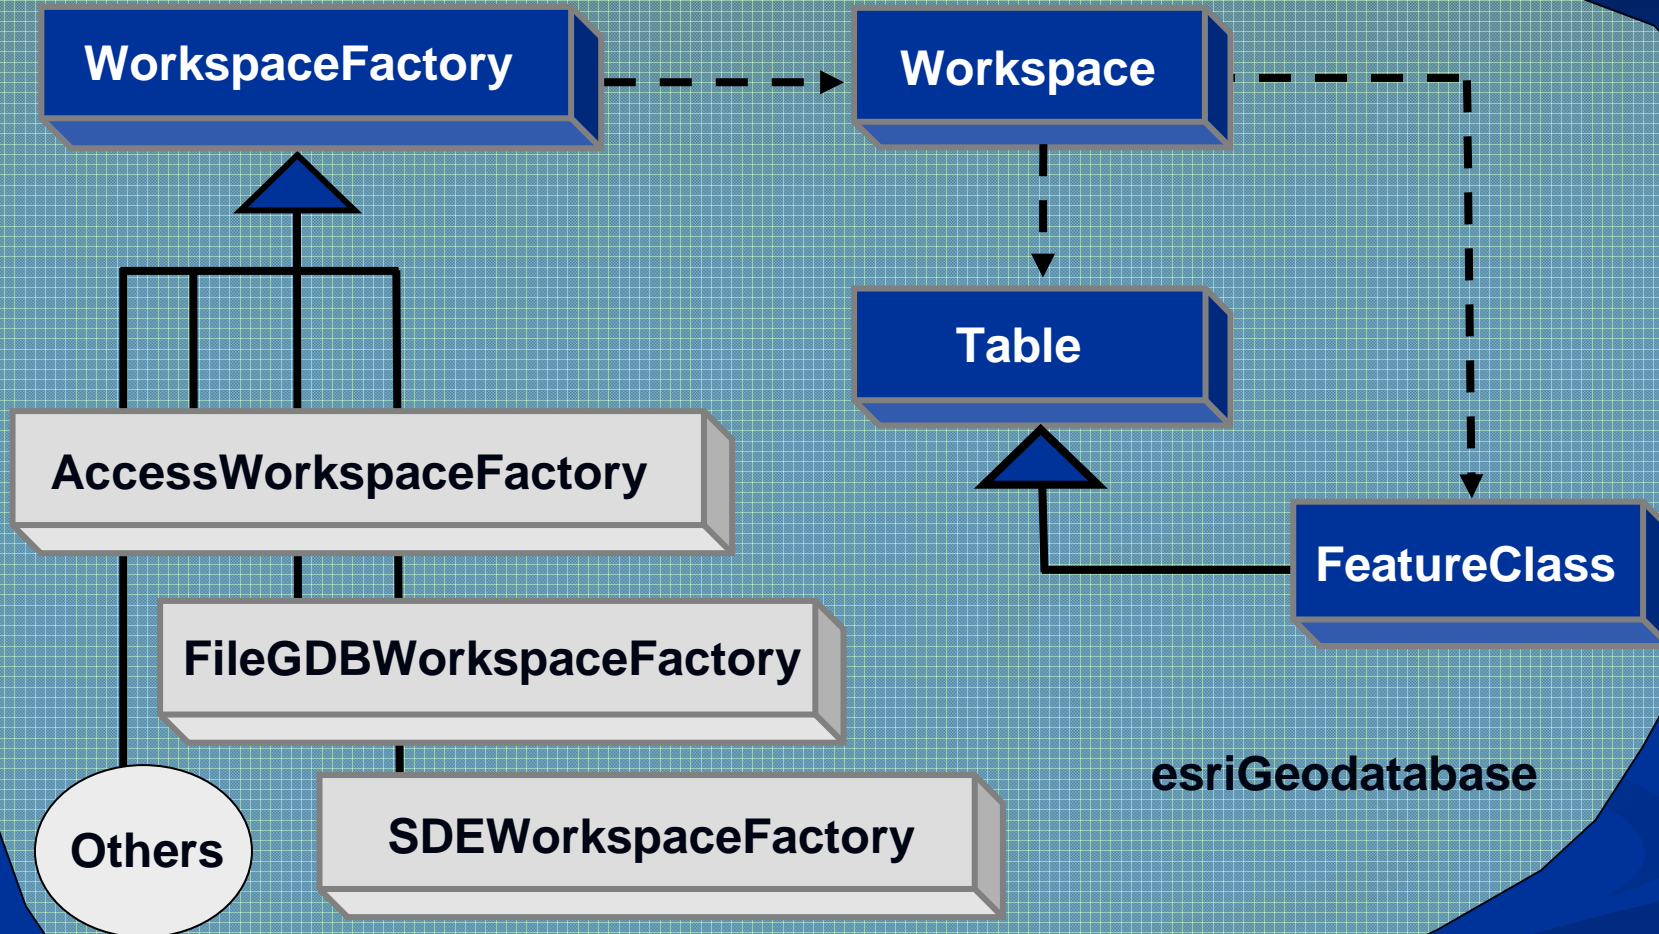 WorkspaceFactory
Workspace
Table
AccessWorkspaceFactory
FeatureClass
FileGDBWorkspaceFactory
esriGeodatabase
SDEWorkspaceFactory
Others